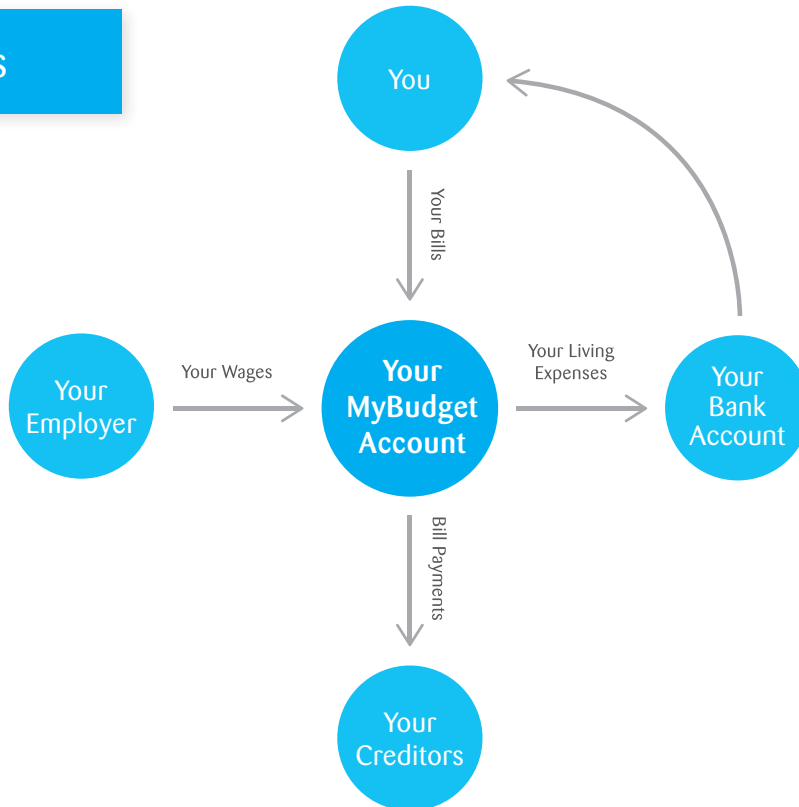 s
You
Your Bills
Your Wages
Your Living
Expenses
Your
Employer
Your
MyBudget
Account
Your
Bank
Account
Bill Payments
Your
Creditors